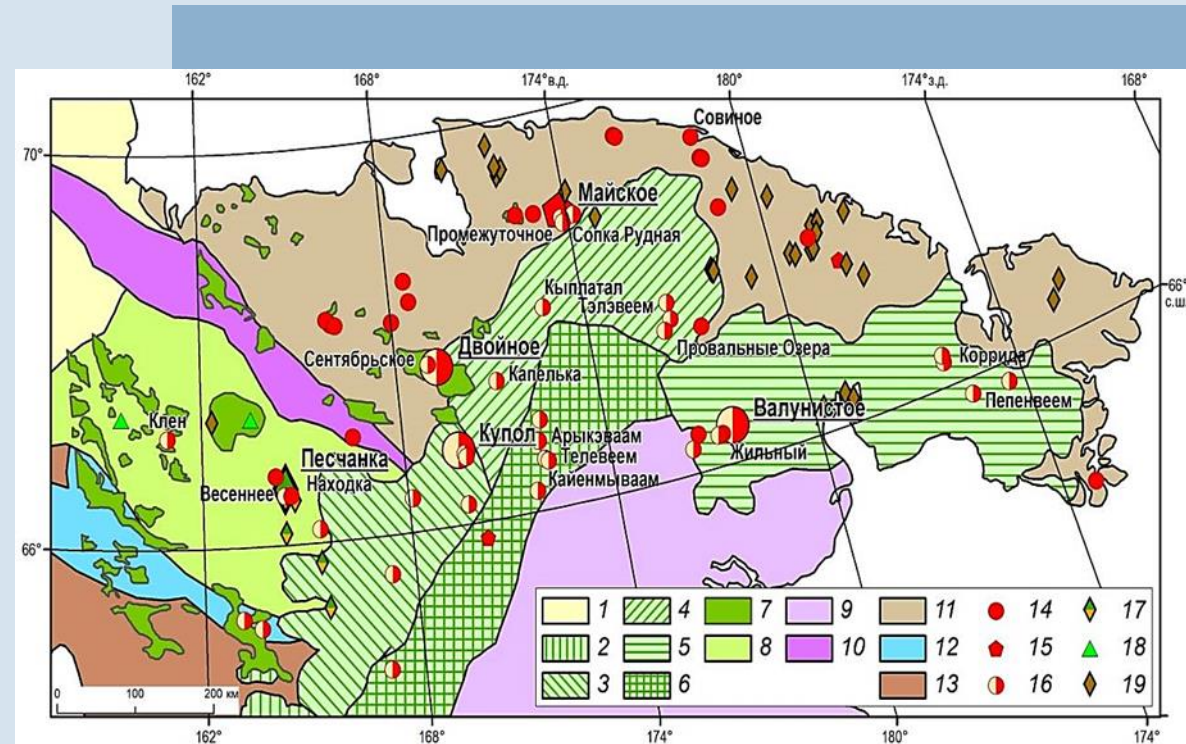 162° 168° 174° в.д. 180° 174° з.д. 168°
Совиное
70°
Майское
Промежуточное Сопка Рудная
66° с.ш.
Кыплатал
Тэлэвеем
Сентябрьское Двойное Провальные Озера
Капелька Коррида
Пепенвеем
Клен Купол Валунистое
Арыкэваам
Песчанка Телевеем Жильный
Весеннее Находка Кайенмываам
66°
1 4 7 9 11 14 17
2 5 8 10 12 15 18
3 6 13 16 19
0 100 200 км
162° 168° 174° 180° 174°